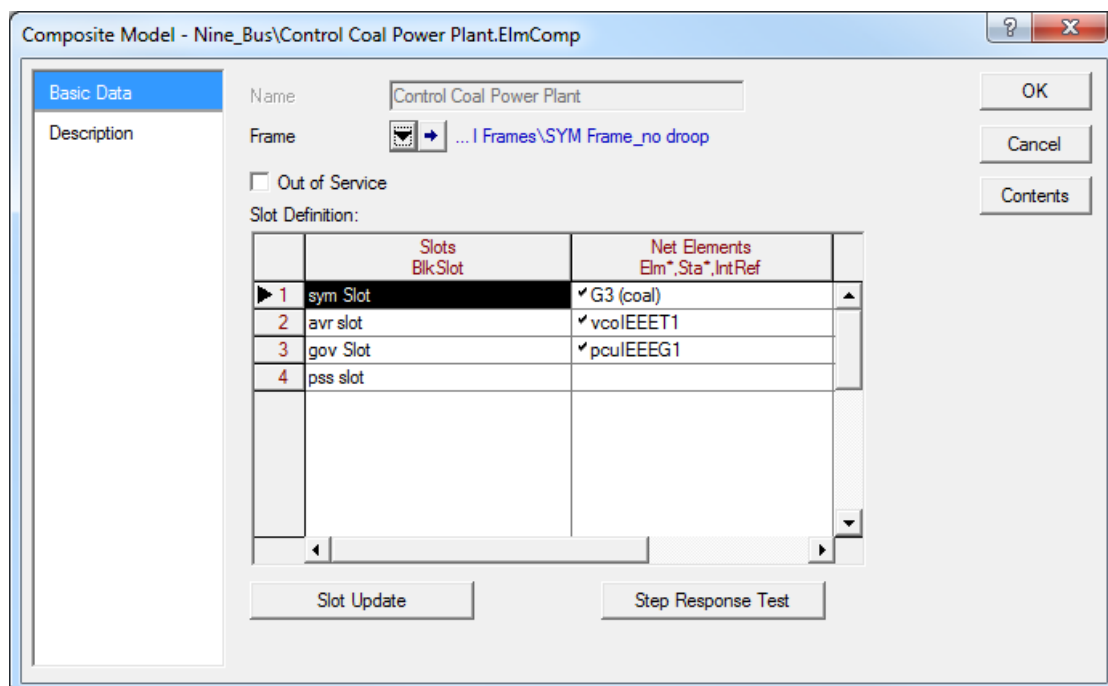 Composite Model - Nine_Bus\Control Coal Power Plant.ElmComp
Basic Data
Description
Name Control Coal Power Plant
Frame ... l Frames\SYM Frame_no droop
Out of Service
Slot Definition:
Slots Net Elements
BlkSlot Elm*,Sta*,IntRef
1 sym Slot G3 (coal)
2 avr slot vcoIEEET1
3 gov Slot pcuIEEEG1
4 pss slot
Slot Update Step Response Test
OK
Cancel
Contents